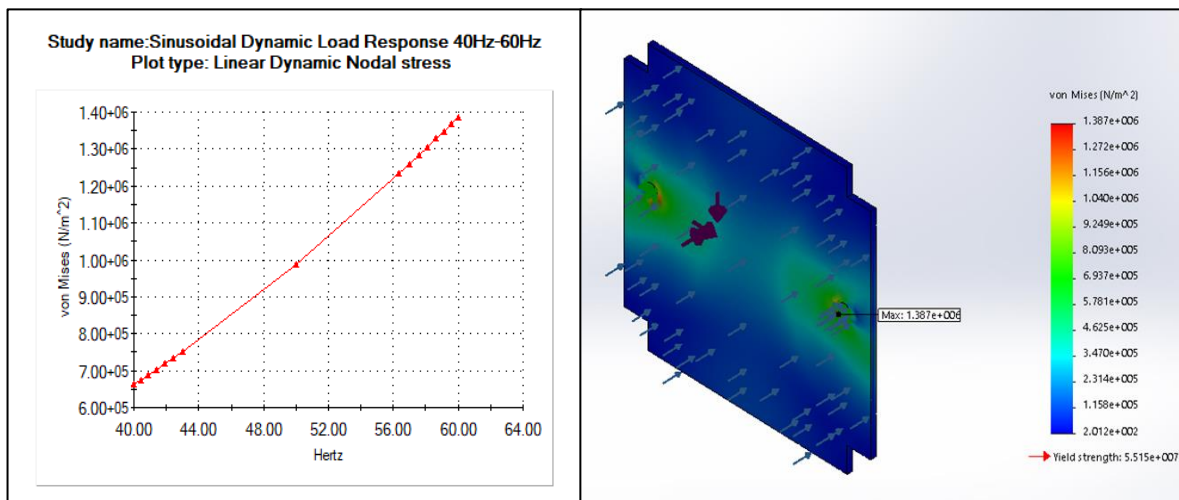 Study name:Sinusoidal Dynamic Load Response 40Hz-60Hz
Plot type: Linear Dynamic Nodal stress
von Mises (N/m^2)
1.40+06
1.30+06
1.20+06
1.10+06
1.00+06
9.00+05
8.00+05
7.00+05
6.00+05
40.00 44.00 48.00 52.00 56.00 60.00 64.00
Hertz
von Mises (N/m^2)
1.387e+006
1.272e+006
1.156e+006
1.040e+006
9.249e+005
8.093e+005
6.937e+005
5.781e+005
4.625e+005
3.470e+005
2.314e+005
1.158e+005
2.012e+002
Yield strength: 5.515e+007
Max: 1.387e+006